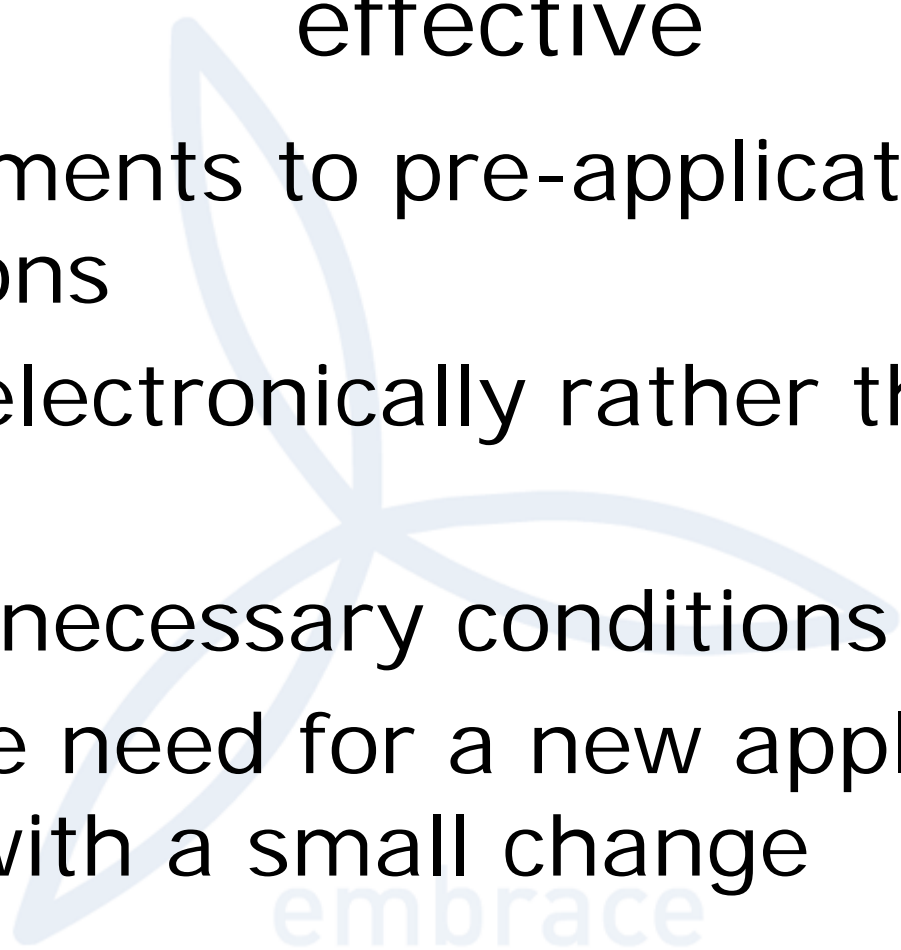 effective
ments to pre-applicat
ons
electronically rather th
necessary conditions
e need for a new appl
with a small change
embrace